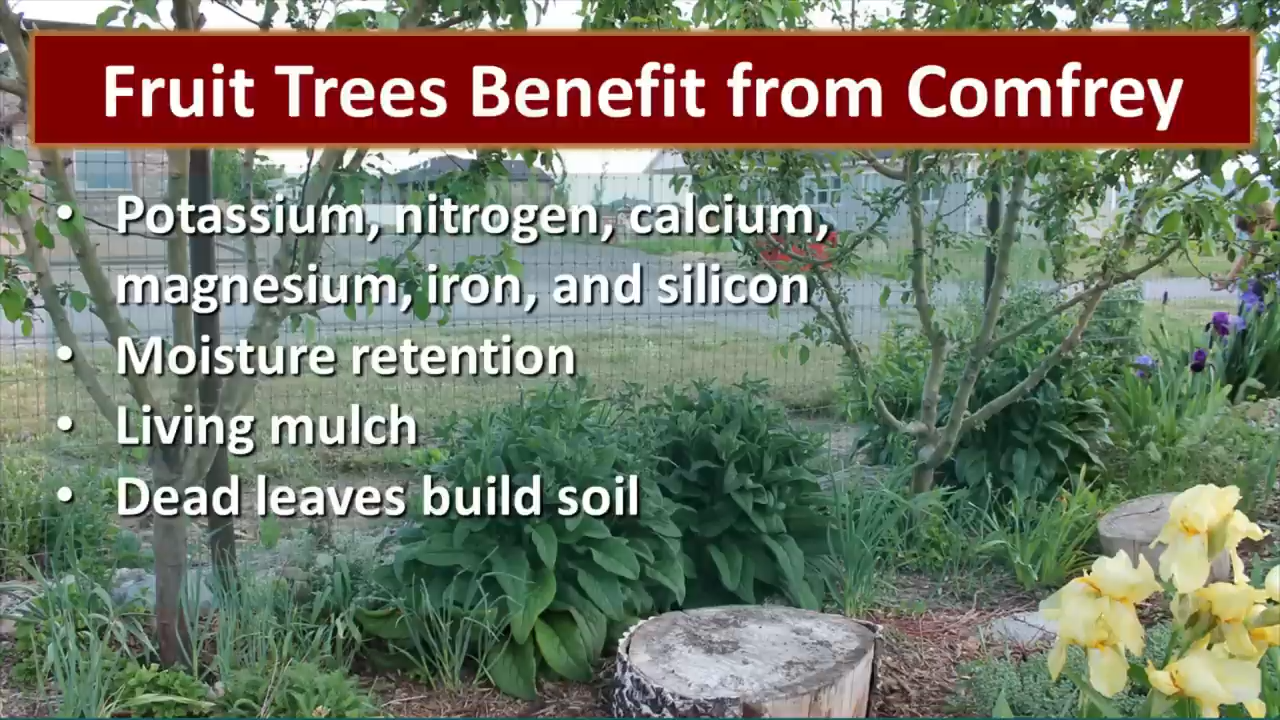 Fruit Trees Benefit from Comfrey
• Potassium, nitrogen, calcium,
magnesium, iron, and silicon
• Moisture retention
• Living mulch
• Dead leaves build soil